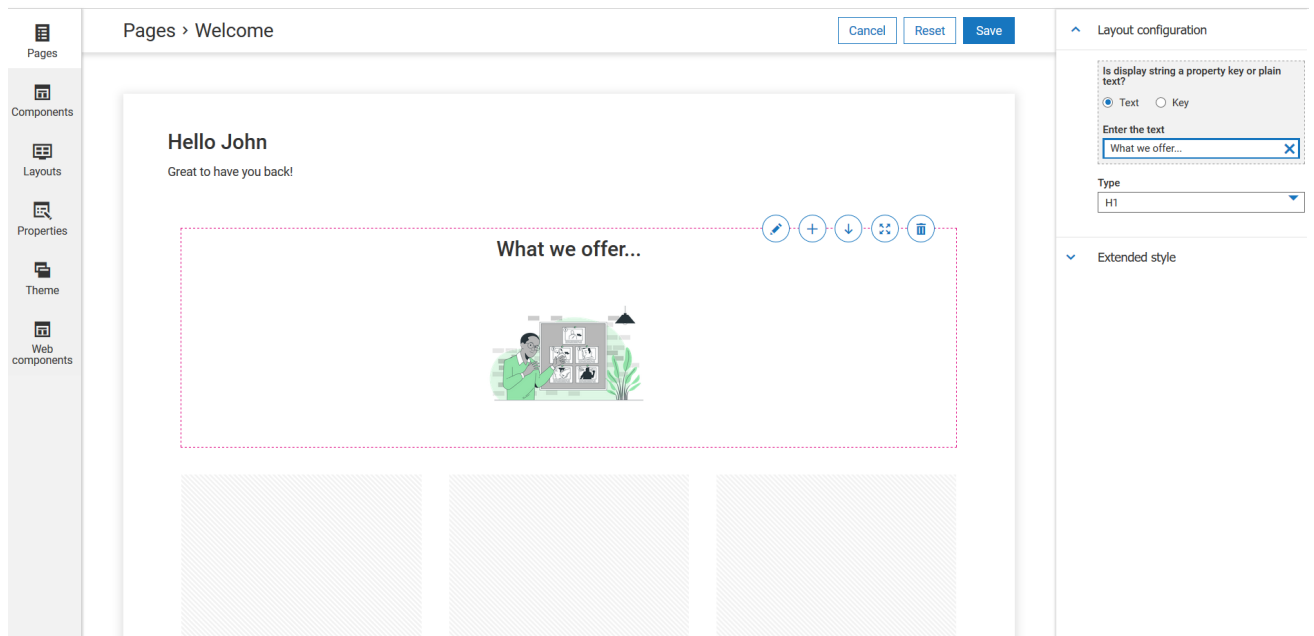 Pages
Components
Layouts
Properties
Theme
Web
components
Pages > Welcome
Cancel
Reset
Save
Hello John
Great to have you back!
What we offer...
Layout configuration
Is display string a property key or plain
text?
Text
Key
Enter the text
What we offer...
Type
H1
Extended style